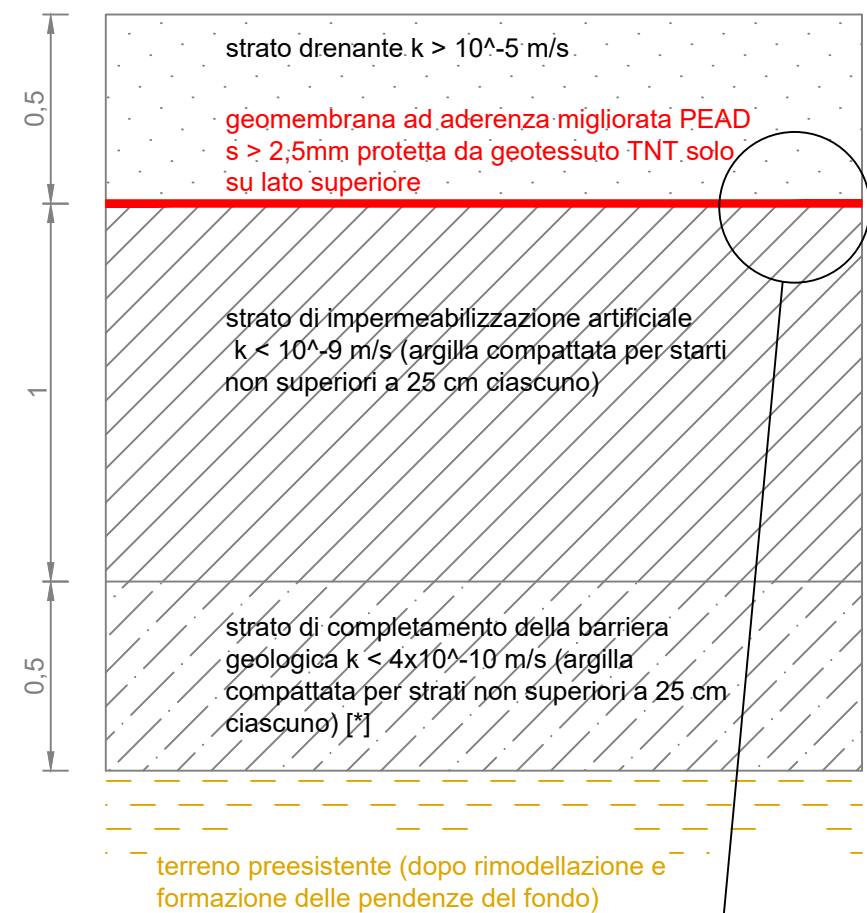 0,5
strato drenante k > 10^-5 m/s
geomembrana ad aderenza migliorata PEAD
s > 2,5mm protetta da geotessuto TNT solo
su lato superiore
1
strato di impermeabilizzazione artificiale
k < 10^-9 m/s (argilla compattata per starti
non superiori a 25 cm ciascuno)
0,5
strato di completamento della barriera
geologica k < 4x10^-10 m/s (argilla
compattata per strati non superiori a 25 cm
ciascuno) [*]
terreno preesistente (dopo rimodellazione e
formazione delle pendenze del fondo)